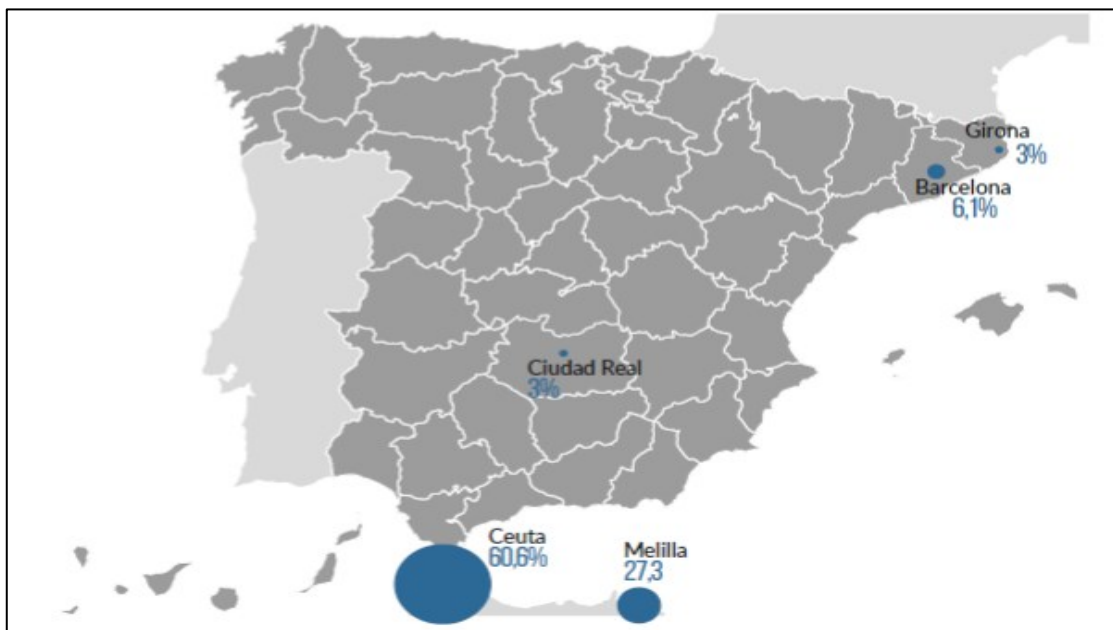 Girona
3%
Barcelona
6,1%
Ciudad Real
3%
Ceuta
60,6%
Melilla
27,3